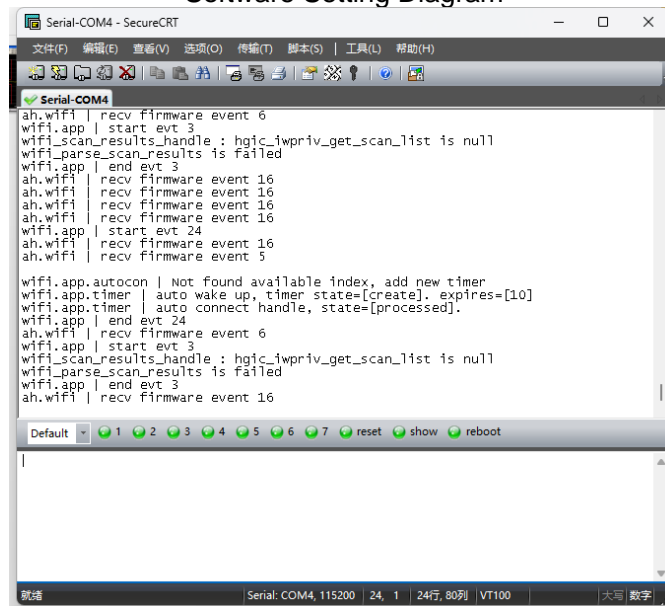 Software Setting Diagram
Serial-COM4 - SecureCRT
文件(F) 编辑(E) 查看(V) 选项(O) 传输(T) 脚本(S) 工具(L) 帮助(H)
Serial-COM4
ah.wifi | recv firmware event 6
wifi.app | start evt 3
wifi_scan_results_handle : hgic_iwpriv_get_scan_list is null
wifi_parse_scan_results is failed
wifi.app | end evt 3
ah.wifi | recv firmware event 16
ah.wifi | recv firmware event 16
ah.wifi | recv firmware event 16
ah.wifi | recv firmware event 16
wifi.app | start evt 24
ah.wifi | recv firmware event 16
ah.wifi | recv firmware event 5
wifi.app.autocon | Not found available index, add new timer
wifi.app.timer | auto wake up, timer state=[create]. expires=[10]
wifi.app.timer | auto connect handle, state=[processed].
wifi.app | end evt 24
ah.wifi | recv firmware event 6
wifi.app | start evt 3
wifi_scan_results_handle : hgic_iwpriv_get_scan_list is null
wifi_parse_scan_results is failed
wifi.app | end evt 3
ah.wifi | recv firmware event 16
Default 1 2 3 4 5 6 7 reset show reboot
就绪 Serial: COM4, 115200 24, 1 24行, 80列 VT100 大写 数字